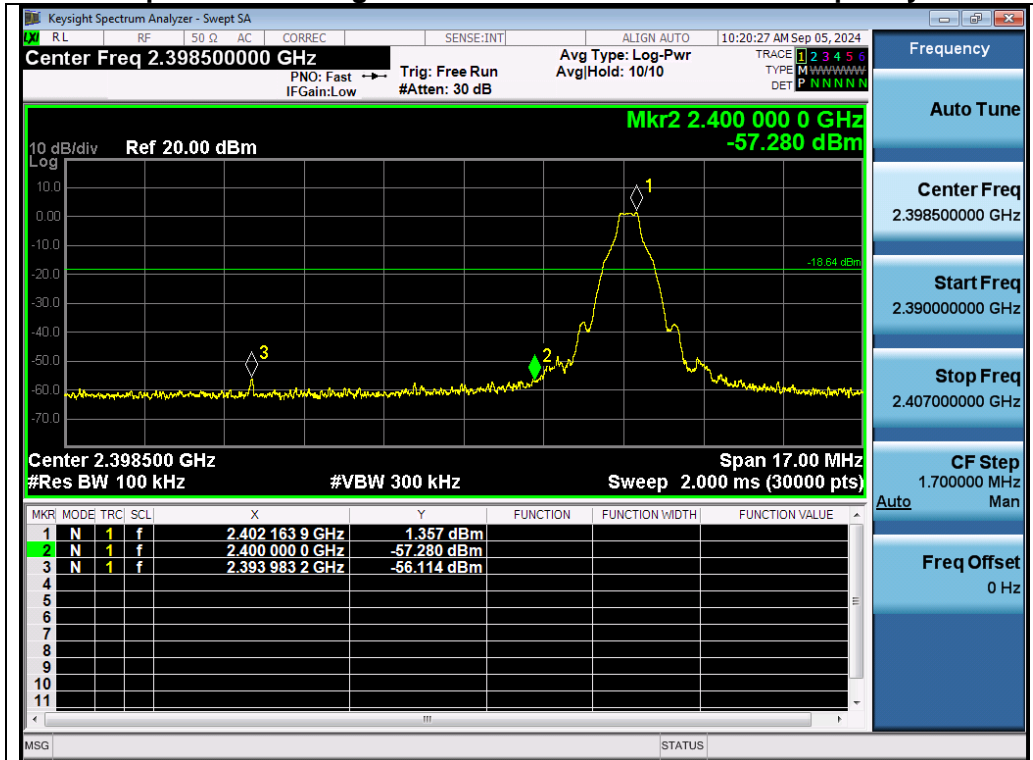 Keysight Spectrum Analyzer - Swept SA
LXI RL RF 50 Ω AC CORREC SENSE:INT ALIGN AUTO 10:20:27 AM Sep 05, 2024
Center Freq 2.398500000 GHz
PNO: Fast
IFGain:Low
Trig: Free Run
#Atten: 30 dB
Avg Type: Log-Pwr
Avg|Hold: 10/10
TRACE 1 2 3 4 5 6
TYPE M WWWWW
DET P N N N N N
Mkr2 2.400 000 0 GHz
-57.280 dBm
10 dB/div Ref 20.00 dBm
Log
10.0
0.00
-10.0
-20.0
-30.0
-40.0
-50.0
-60.0
-70.0
1
-18.64 dBm
2
3
Center 2.398500 GHz Span 17.00 MHz
#Res BW 100 kHz #VBW 300 kHz Sweep 2.000 ms (30000 pts)
MKR MODE TRC SCL X Y FUNCTION FUNCTION WIDTH FUNCTION VALUE
1 N 1 f 2.402 163 9 GHz 1.357 dBm
2 N 1 f 2.400 000 0 GHz -57.280 dBm
3 N 1 f 2.393 983 2 GHz -56.114 dBm
4
5
6
7
8
9
10
11
MSG STATUS
Frequency
Auto Tune
Center Freq
2.398500000 GHz
Start Freq
2.390000000 GHz
Stop Freq
2.407000000 GHz
CF Step
1.700000 MHz
Auto Man
Freq Offset
0 Hz